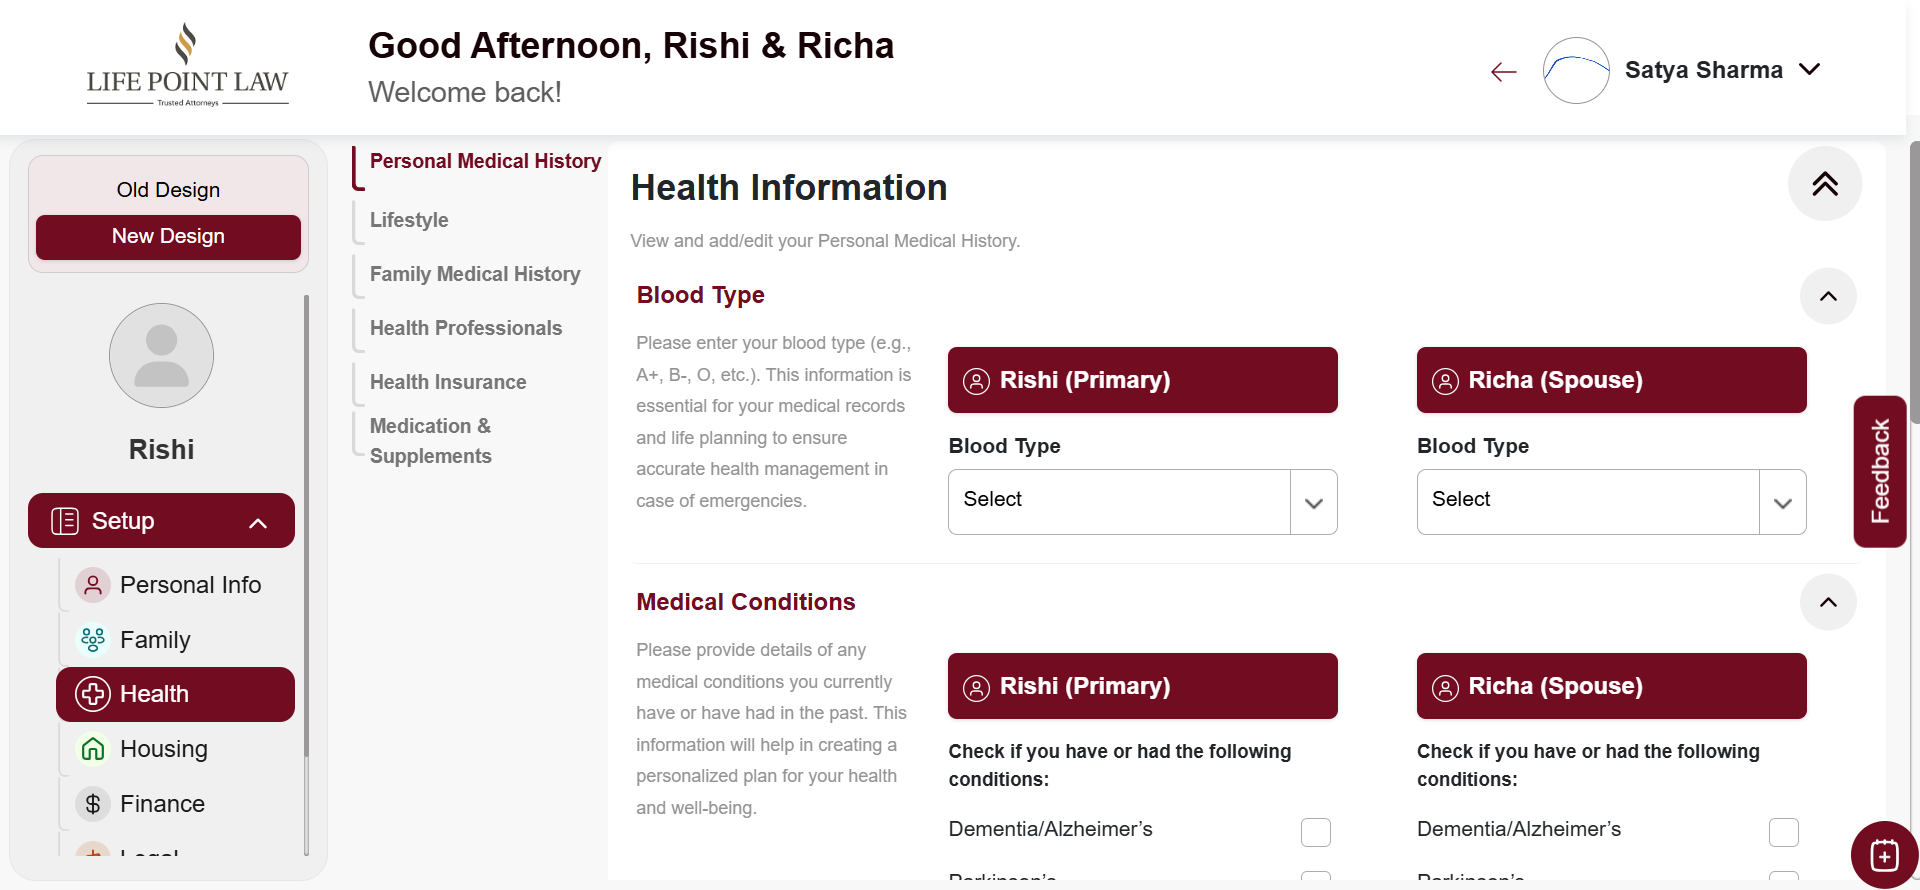 LIFE POINT LAW
Trusted Attorneys
Good Afternoon, Rishi & Richa
Welcome back!
Satya Sharma
Old Design
New Design
Rishi
Setup
Personal Info
Family
Health
Housing
Finance
Legal
Personal Medical History
Lifestyle
Family Medical History
Health Professionals
Health Insurance
Medication &
Supplements
Health Information
View and add/edit your Personal Medical History.
Blood Type
Please enter your blood type (e.g.,
A+, B-, O, etc.). This information is
essential for your medical records
and life planning to ensure
accurate health management in
case of emergencies.
Rishi (Primary)
Blood Type
Select
Richa (Spouse)
Blood Type
Select
Medical Conditions
Please provide details of any
medical conditions you currently
have or have had in the past. This
information will help in creating a
personalized plan for your health
and well-being.
Rishi (Primary)
Check if you have or had the following
conditions:
Dementia/Alzheimer’s
Parkinson’s
Richa (Spouse)
Check if you have or had the following
conditions:
Dementia/Alzheimer’s
Parkinson’s
Feedback